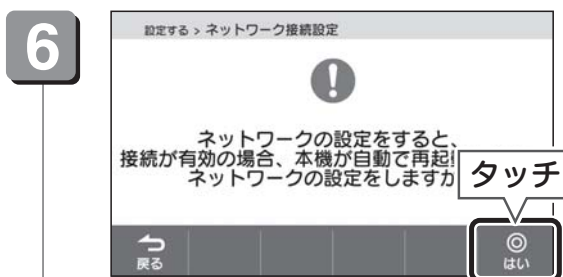 6
設定する > ネットワーク接続設定
ネットワークの設定をすると、
接続が有効の場合、本機が自動で再起
ネットワークの設定をしますか
タッチ
戻る
はい